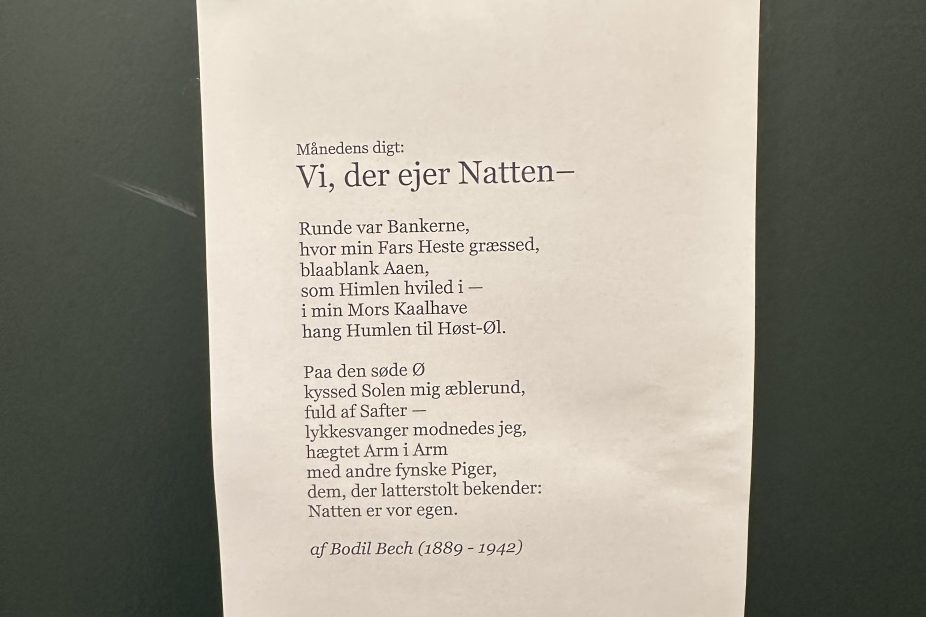 Månedens digt:
Vi, der ejer Natten–
Runde var Bankerne,
hvor min Fars Heste græssed,
blaablank Aaen,
som Himlen hviled i —
i min Mors Kaalhave
hang Humlen til Høst-Øl.
Paa den søde Ø
kyssed Solen mig æblerund,
fuld af Safter —
lykkesvanger modnedes jeg,
hægtet Arm i Arm
med andre fynske Piger,
dem, der latterstolt bekender:
Natten er vor egen.
af Bodil Bech (1889 - 1942)